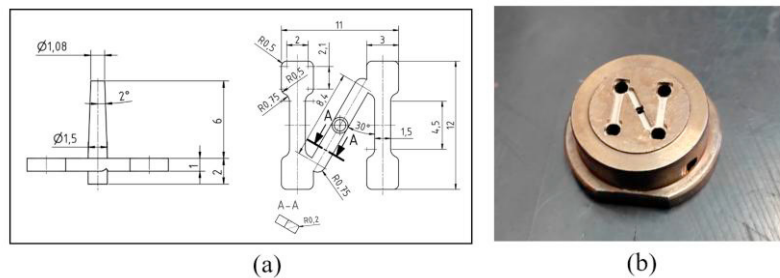 Ø1,08
2°
Ø1,5
6
1
2
11
2
3
R0,5
2,1
R0,5
R0,75
8,4
A
A
30°
1,5
4,5
12
R0,75
A-A
R0,2
(a)
(b)